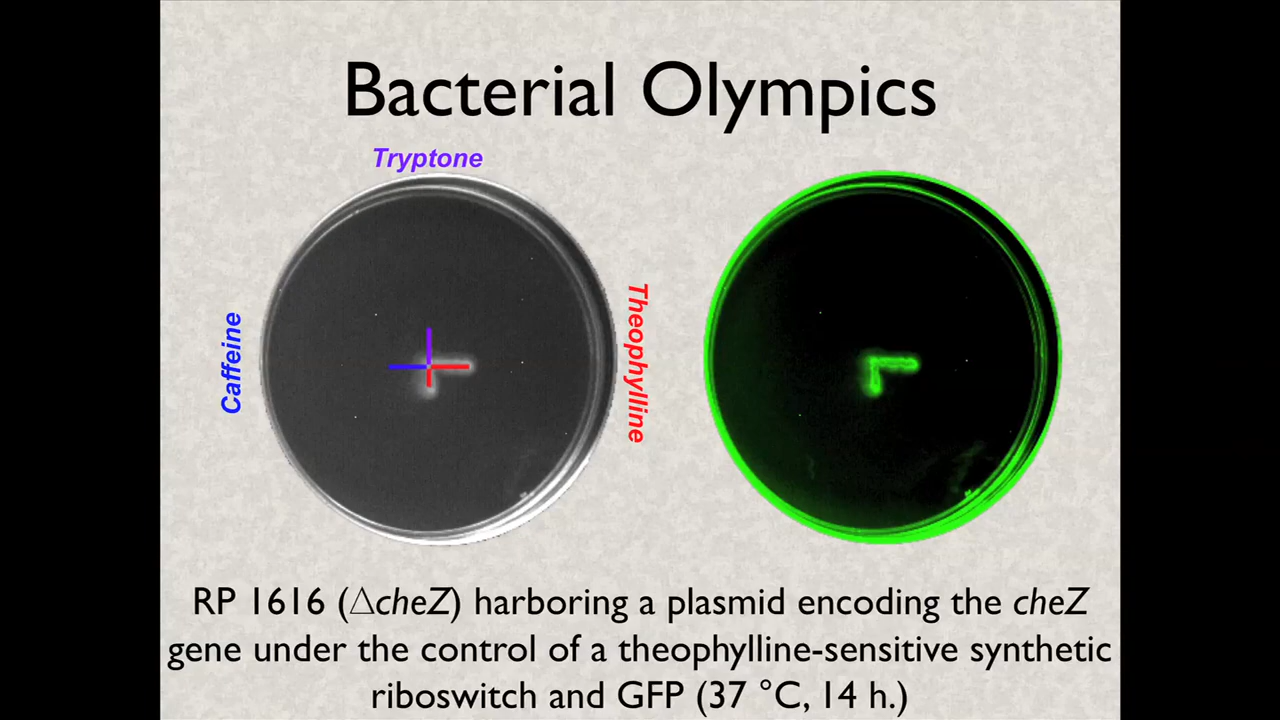 Bacterial Olympics
Tryptone
Caffeine
Theophylline
RP 1616 (ΔcheZ) harboring a plasmid encoding the cheZ
gene under the control of a theophylline-sensitive synthetic
riboswitch and GFP (37 °C, 14 h.)